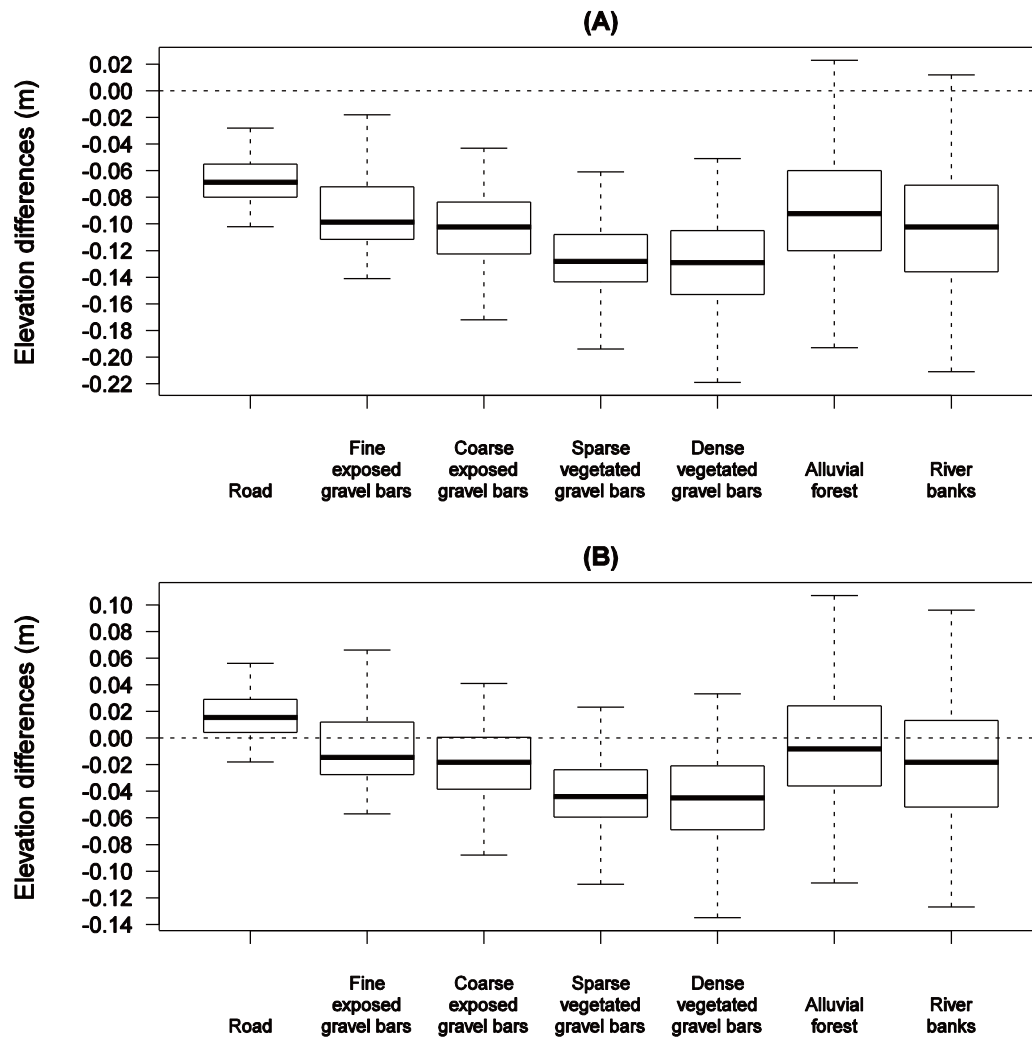 (A)
Elevation differences (m)
0.02
0.00
-0.02
-0.04
-0.06
-0.08
-0.10
-0.12
-0.14
-0.16
-0.18
-0.20
-0.22
Road
Fine
exposed
gravel bars
Coarse
exposed
gravel bars
Sparse
vegetated
gravel bars
Dense
vegetated
gravel bars
Alluvial
forest
River
banks
(B)
Elevation differences (m)
0.10
0.08
0.06
0.04
0.02
0.00
-0.02
-0.04
-0.06
-0.08
-0.10
-0.12
-0.14
Road
Fine
exposed
gravel bars
Coarse
exposed
gravel bars
Sparse
vegetated
gravel bars
Dense
vegetated
gravel bars
Alluvial
forest
River
banks